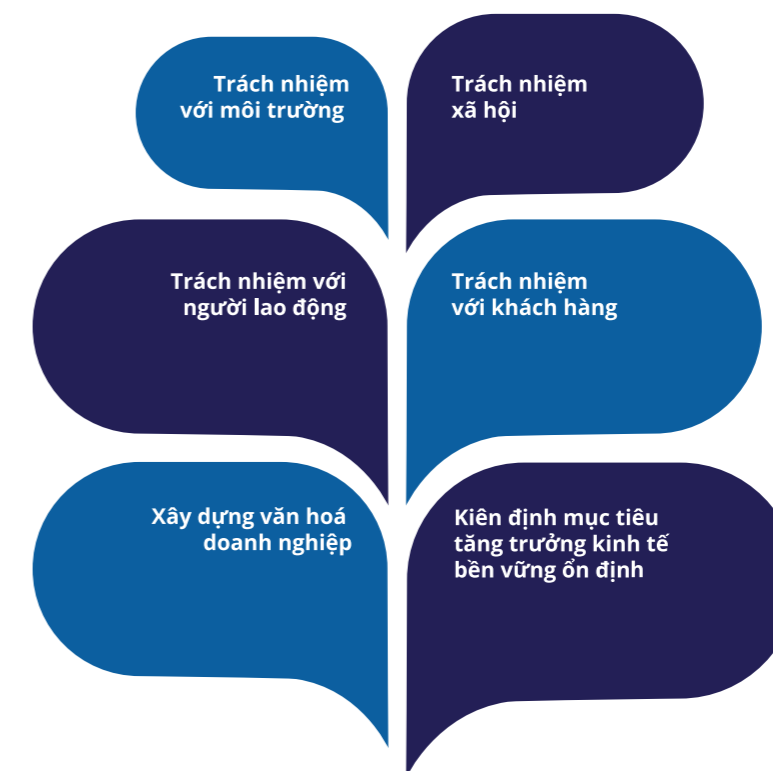 Trách nhiệm
với môi trường
Trách nhiệm
xã hội
Trách nhiệm với
người lao động
Trách nhiệm
với khách hàng
Xây dựng văn hoá
doanh nghiệp
Kiên định mục tiêu
tăng trưởng kinh tế
bền vững ổn định